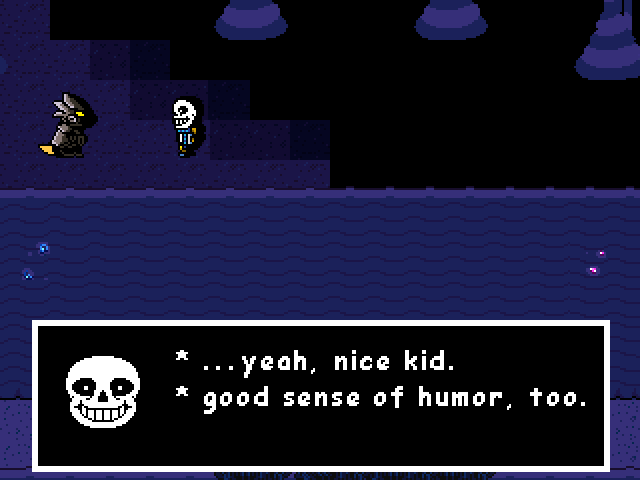 * ...yeah, nice kid.
* good sense of humor, too.